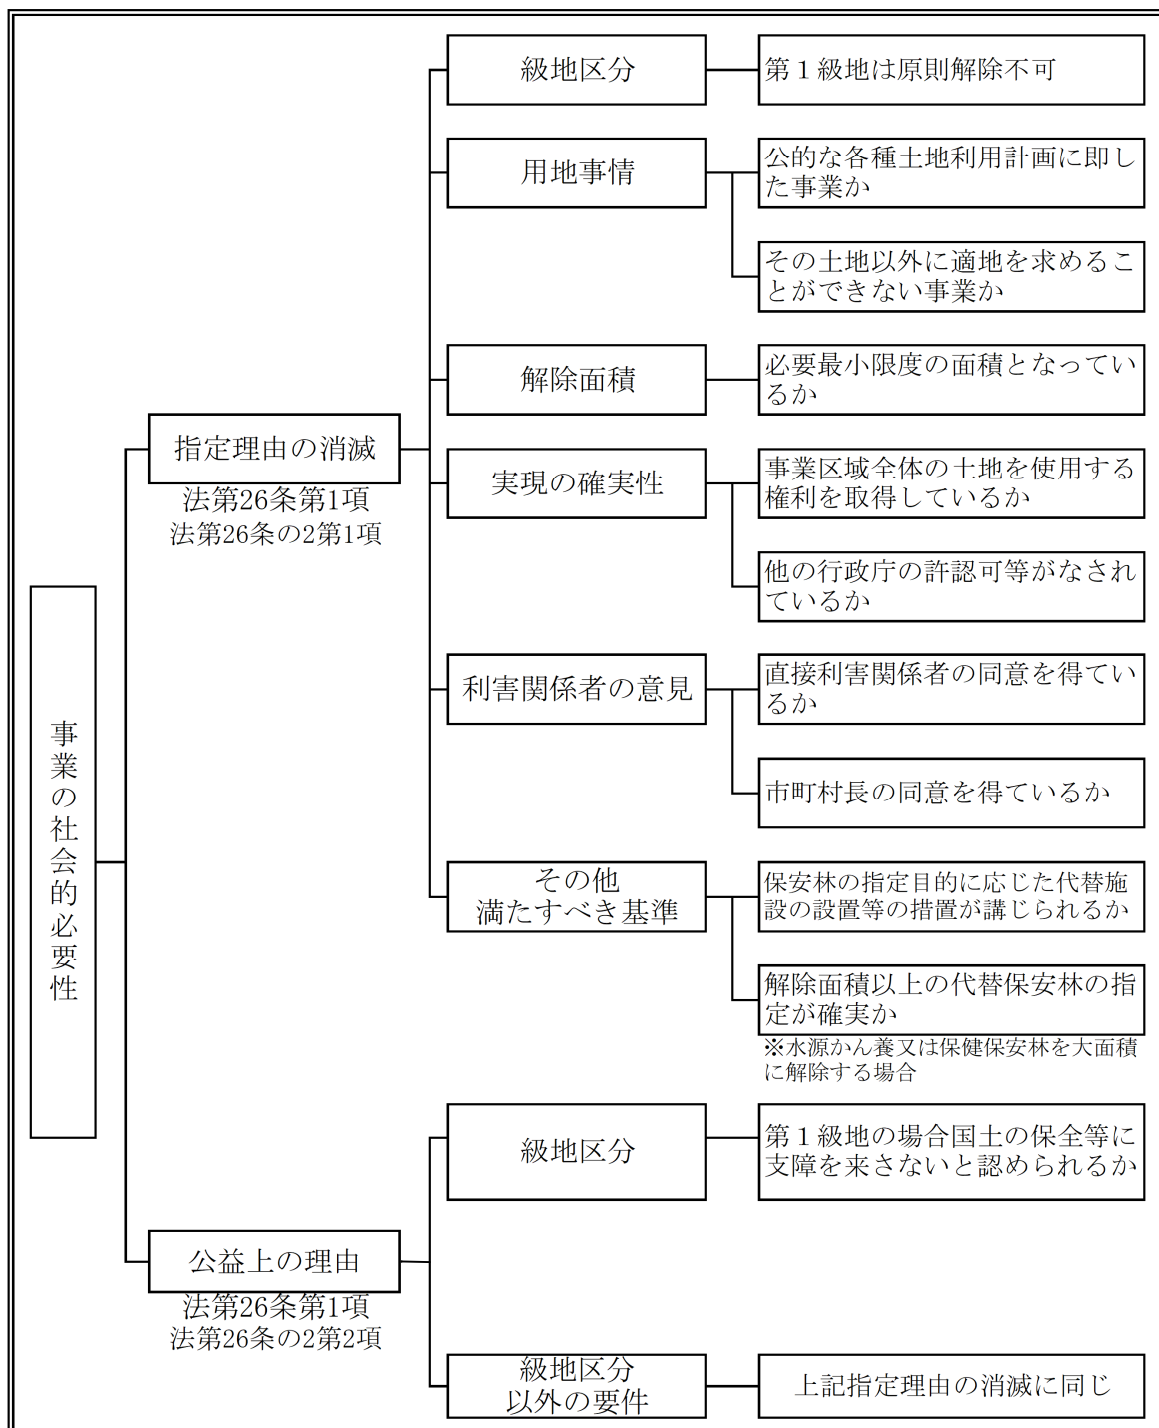 事業の社会的必要性
指定理由の消滅
法第26条第1項
法第26条の2第1項
級地区分
第１級地は原則解除不可
用地事情
公的な各種土地利用計画に即し
た事業か
その土地以外に適地を求めるこ
とができない事業か
解除面積
必要最小限度の面積となってい
るか
実現の確実性
事業区域全体の土地を使用する
権利を取得しているか
他の行政庁の許認可等がなされ
ているか
利害関係者の意見
直接利害関係者の同意を得てい
るか
市町村長の同意を得ているか
その他
満たすべき基準
保安林の指定目的に応じた代替施
設の設置等の措置が講じられるか
解除面積以上の代替保安林の指
定が確実か
※水源かん養又は保健保安林を大面積
に解除する場合
公益上の理由
法第26条第1項
法第26条の2第2項
級地区分
第１級地の場合国土の保全等に
支障を来さないと認められるか
級地区分
以外の要件
上記指定理由の消滅に同じ